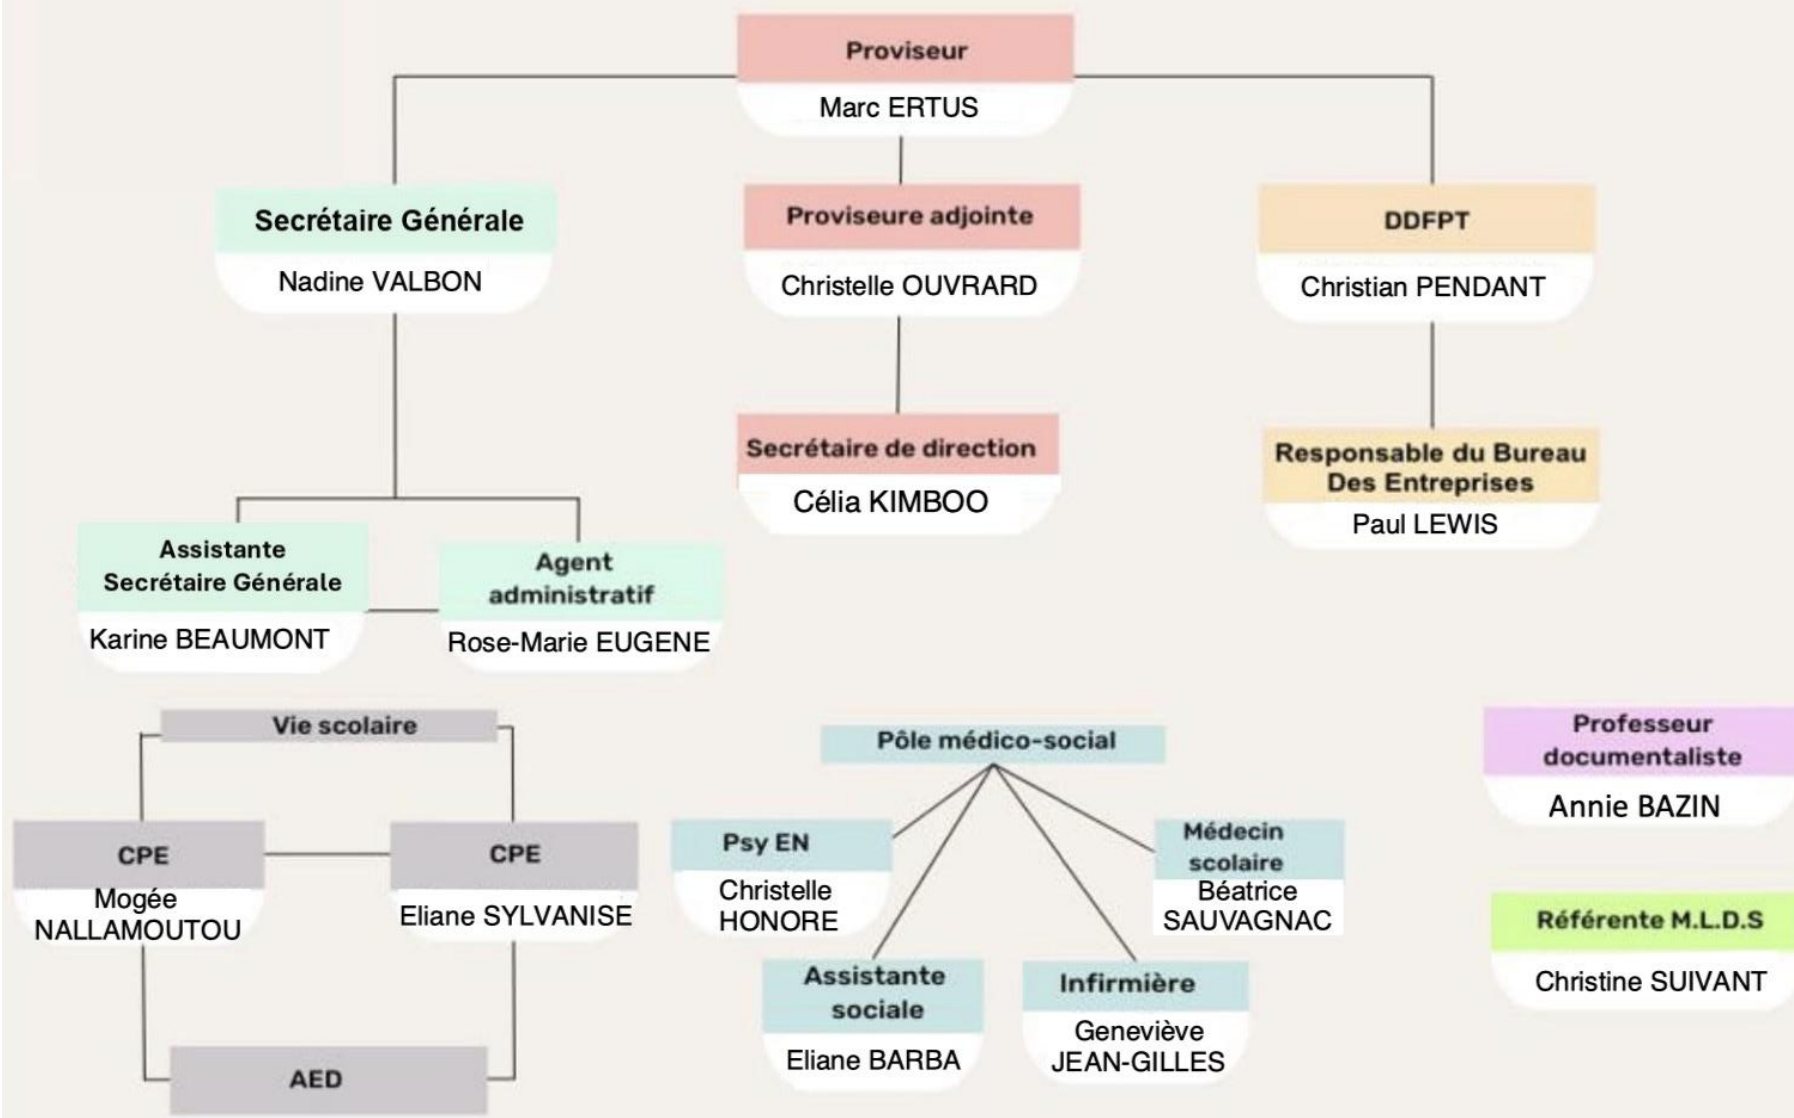 Proviseur
Marc ERTUS
Secrétaire Générale
Nadine VALBON
Proviseure adjointe
Christelle OUVRARD
DDFPT
Christian PENDANT
Secrétaire de direction
Célia KIMBOO
Responsable du Bureau
Des Entreprises
Paul LEWIS
Assistante
Secrétaire Générale
Karine BEAUMONT
Agent
administratif
Rose-Marie EUGENE
Vie scolaire
CPE
Mogée
NALLAMOUTOU
CPE
Eliane SYLVANISE
AED
Pôle médico-social
Psy EN
Christelle
HONORE
Médecin
scolaire
Béatrice
SAUVAGNAC
Assistante
sociale
Eliane BARBA
Infirmière
Geneviève
JEAN-GILLES
Professeur
documentaliste
Annie BAZIN
Référente M.L.D.S
Christine SUIVANT